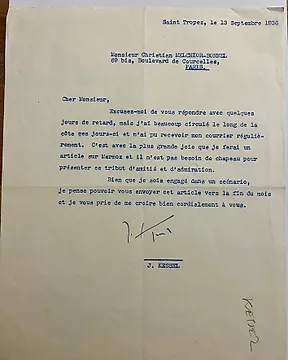 Saint Tropez, le 13 Septembre 1936
Monsieur Christian MELCHIOR-BONNEL
69 bis, Boulevard de Courcelles,
PARIS.
Cher Monsieur,
Excusez-moi de vous répondre avec quelques
jours de retard, mais j'ai beaucoup circulé le long de la
côte ces jours-ci et n'ai pu recevoir mon courrier réguliè-
rement. C'est avec la plus grande joie que je ferai un
article sur Mermoz et il n'est pas besoin de chapeau pour
présenter ce tribut d'amitié et d'admiration.
Bien que je sois engagé dans un scénario,
je pense pouvoir vous envoyer cet article vers la fin du mois
et je vous prie de me croire bien cordialement à vous.
J. KESSEL